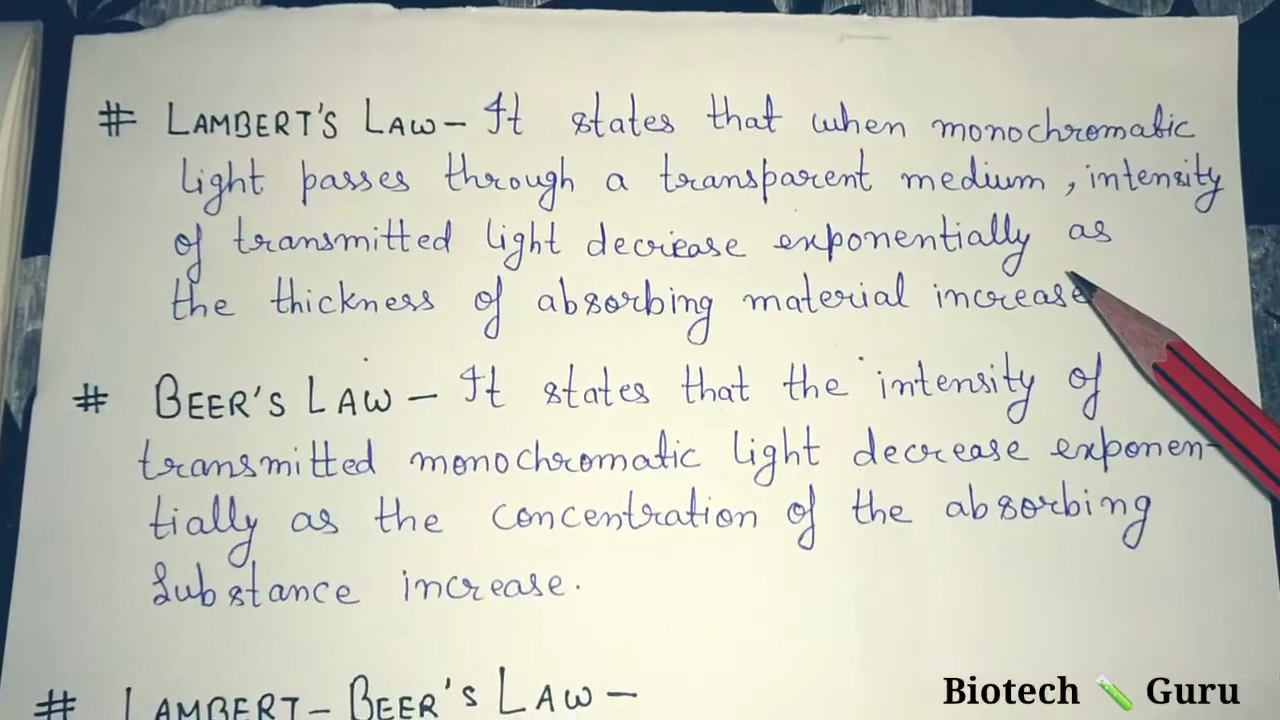 # LAMBERT'S LAW - It states that when monochromatic
light passes through a transparent medium, intensity
of transmitted light decrease exponentially as
the thickness of absorbing material increase
# BEER'S LAW - It states that the intensity of
transmitted monochromatic light decrease exponen-
tially as the concentration of the absorbing
Substance increase.
# LAMBERT-BEER'S LAW -
Biotech Guru